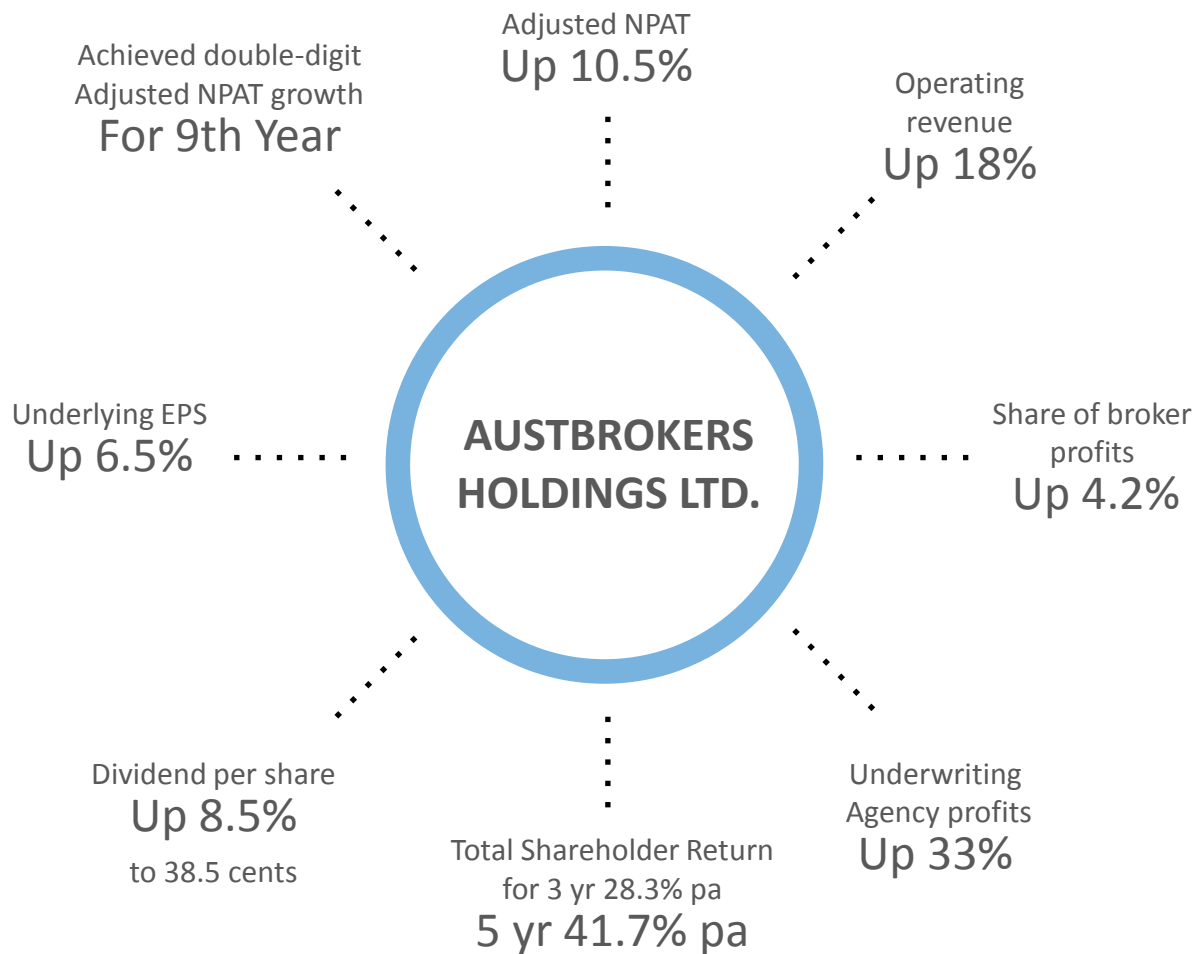 Adjusted NPAT
Up 10.5%
Achieved double-digit
Adjusted NPAT growth
For 9th Year
Operating
revenue
Up 18%
Underlying EPS
Up 6.5%
AUSTBROKERS
HOLDINGS LTD.
Share of broker
profits
Up 4.2%
Dividend per share
Up 8.5%
to 38.5 cents
Total Shareholder Return
for 3 yr 28.3% pa
5 yr 41.7% pa
Underwriting
Agency profits
Up 33%